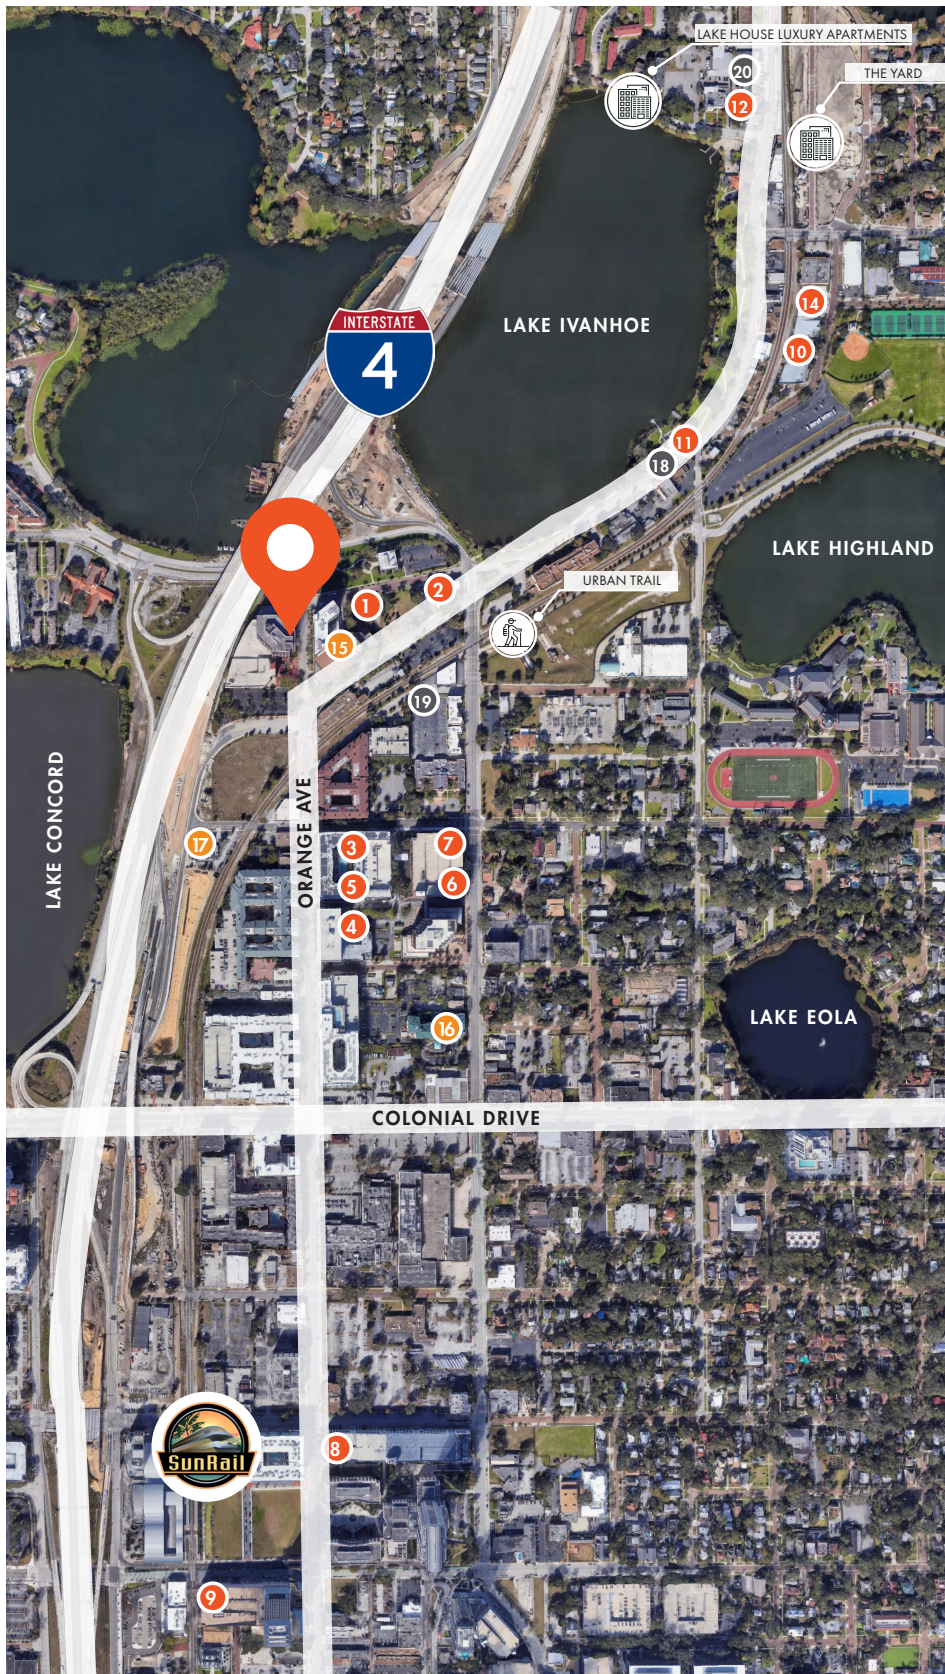 LAKE HOUSE LUXURY APARTMENTS
20
THE YARD
12
14
INTERSTATE
4
LAKE IVANHOE
10
11
18
LAKE HIGHLAND
URBAN TRAIL
2
1
15
19
LAKE CONCORD
ORANGE AVE
17
3
7
5
6
4
LAKE EOLA
16
COLONIAL DRIVE
SunRail
8
9